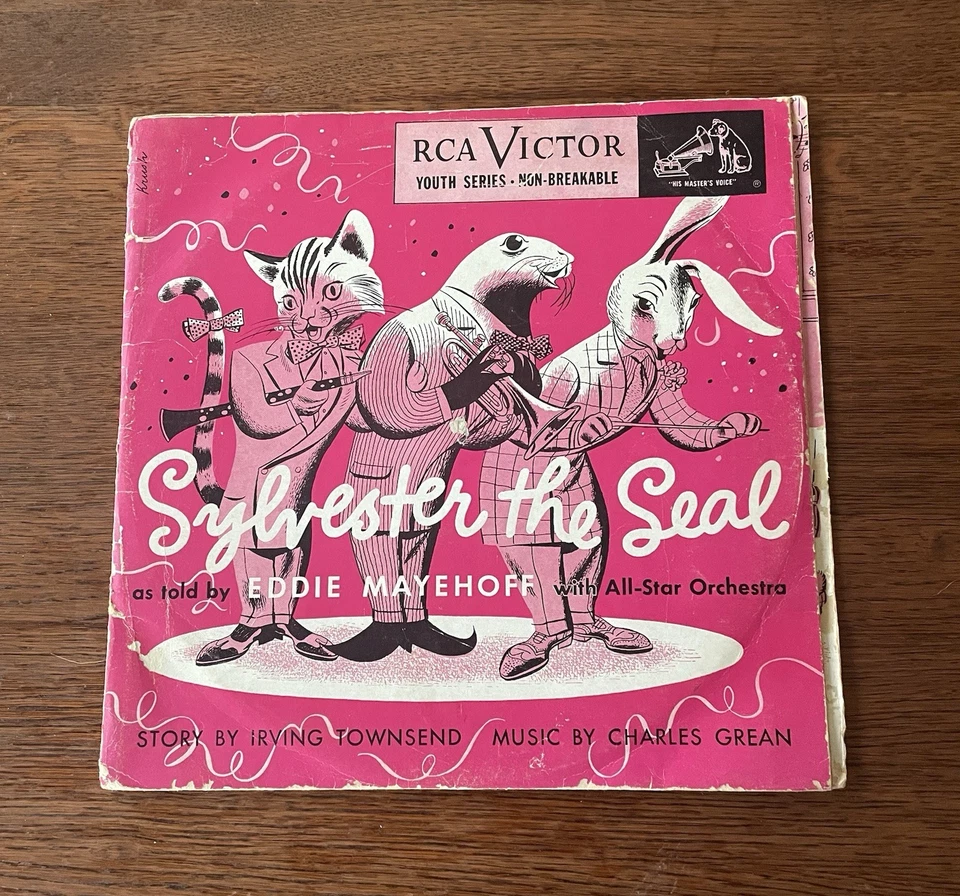 Krush
RCA VICTOR
YOUTH SERIES · NON-BREAKABLE
"HIS MASTER'S VOICE" ®
Sylvester the Seal
as told by EDDIE MAYEHOFF with All-Star Orchestra
STORY BY IRVING TOWNSEND MUSIC BY CHARLES GREAN